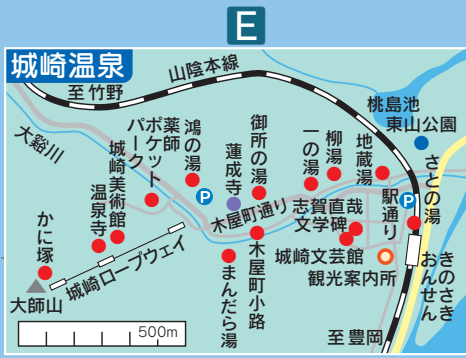 E
城崎温泉
至竹野
山陰本線
大谿川
桃島池
東山公園
かに塚
温泉寺
城崎美術館
薬師
ポケット
パーク
鴻の湯
P
蓮成寺
御所の湯
木屋町通り
一の湯
柳湯
地蔵湯
P
駅通り
さとの湯
志賀直哉
文学碑
城崎文芸館
観光案内所
きのさき
おんせん
まんだら湯
木屋町小路
城崎ロープウェイ
大師山
至豊岡
500m